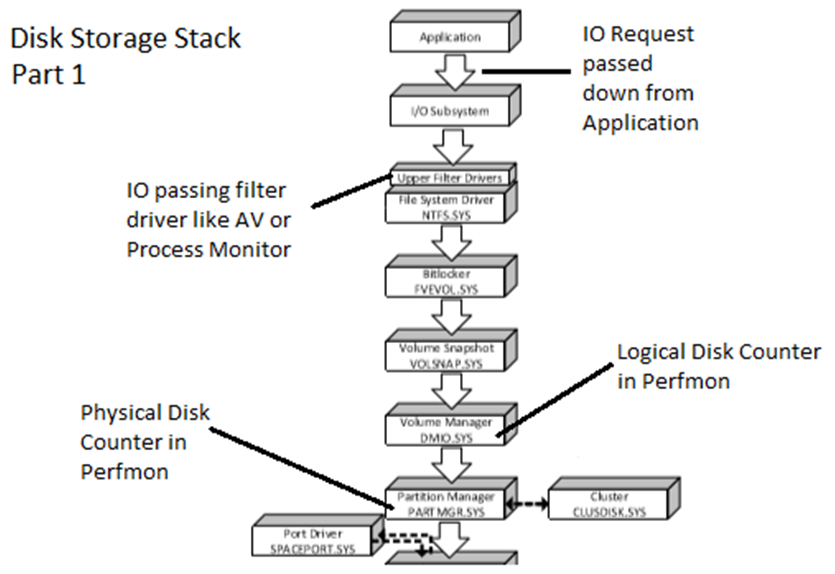 Disk Storage Stack
Part 1
Application
IO Request
passed
down from
Application
I/O Subsystem
Upper Filter Drivers
File System Driver
NTFS.SYS
IO passing filter
driver like AV or
Process Monitor
Bitlocker
FVEVOL.SYS
Volume Snapshot
VOLSNAP.SYS
Logical Disk Counter
in Perfmon
Volume Manager
DMIO.SYS
Physical Disk
Counter in
Perfmon
Partition Manager
PARTMGR.SYS
Cluster
CLUSDISK.SYS
Port Driver
SPACEPORT.SYS